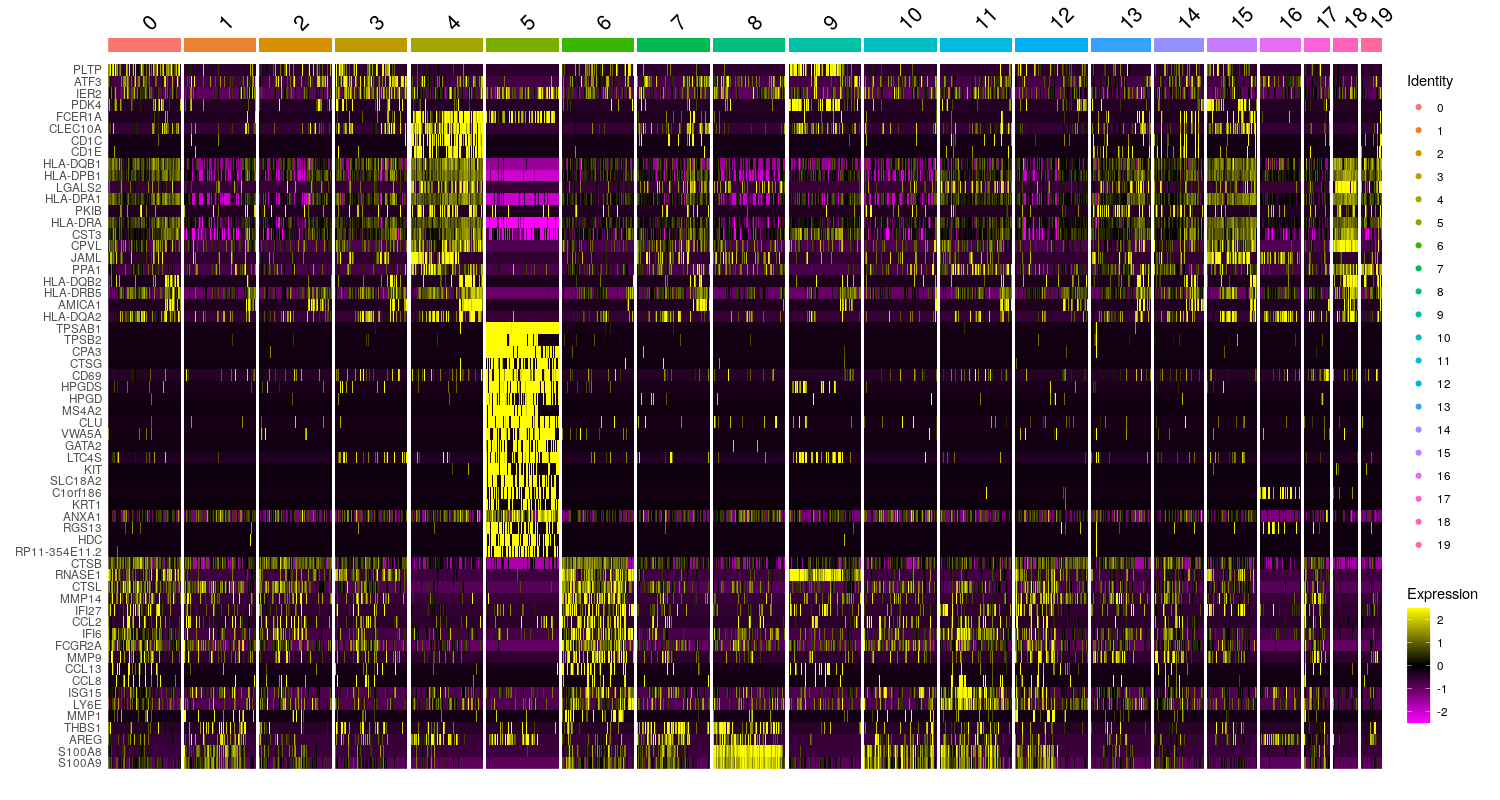 0 1 2 3 4 5 6 7 8 9 10 11 12 13 14 15 16 17 18 19
PLTP
ATF3
IER2
PDK4
FCER1A
CLEC10A
CD1C
CD1E
HLA-DQB1
HLA-DPB1
LGALS2
HLA-DPA1
PKIB
HLA-DRA
CST3
CPVL
JAML
PPA1
HLA-DQB2
HLA-DRB5
AMICA1
HLA-DQA2
TPSAB1
TPSB2
CPA3
CTSG
CD69
HPGDS
HPGD
MS4A2
CLU
VWA5A
GATA2
LTC4S
KIT
SLC18A2
C1orf186
KRT1
ANXA1
RGS13
HDC
RP11-354E11.2
CTSB
RNASE1
CTSL
MMP14
IFI27
CCL2
IFI6
FCGR2A
MMP9
CCL13
CCL8
ISG15
LY6E
MMP1
THBS1
AREG
S100A8
S100A9
Identity
0
1
2
3
4
5
6
7
8
9
10
11
12
13
14
15
16
17
18
19
Expression
2
1
0
-1
-2